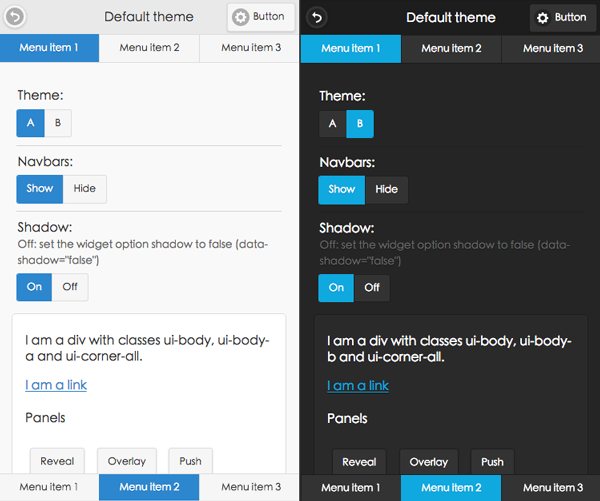 Default theme
Button
Menu item 1
Menu item 2
Menu item 3
Theme:
A
B
Navbars:
Show
Hide
Shadow:
Off: set the widget option shadow to false (data-
shadow="false")
On
Off
I am a div with classes ui-body, ui-body-
a and ui-corner-all.
I am a link
Panels
Reveal
Overlay
Push
Menu item 1
Menu item 2
Menu item 3
Default theme
Button
Menu item 1
Menu item 2
Menu item 3
Theme:
A
B
Navbars:
Show
Hide
Shadow:
Off: set the widget option shadow to false (data-
shadow="false")
On
Off
I am a div with classes ui-body, ui-body-
b and ui-corner-all.
I am a link
Panels
Reveal
Overlay
Push
Menu item 1
Menu item 2
Menu item 3